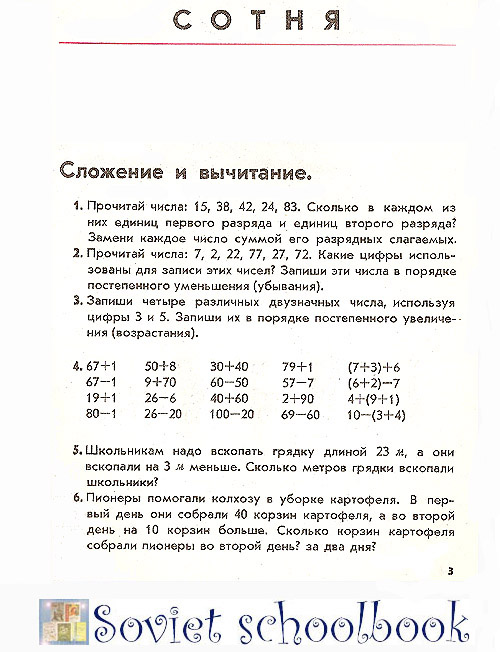 СОТНЯ
Сложение и вычитание.
1. Прочитай числа: 15, 38, 42, 24, 83. Сколько в каждом из
них единиц первого разряда и единиц второго разряда?
Замени каждое число суммой его разрядных слагаемых.
2. Прочитай числа: 7, 2, 22, 77, 27, 72. Какие цифры исполь-
зованы для записи этих чисел? Запиши эти числа в порядке
постепенного уменьшения (убывания).
3. Запиши четыре различных двузначных числа, используя
цифры 3 и 5. Запиши их в порядке постепенного увеличе-
ния (возрастания).
4. 67+1 50+8 30+40 79+1 (7+3)+6
67−1 9+70 60−50 57−7 (6+2)−7
19+1 26−6 40+60 2+90 4+(9+1)
80−1 26−20 100−20 69−60 10−(3+4)
5. Школьникам надо вскопать грядку длиной 23 м, а они
вскопали на 3 м меньше. Сколько метров грядки вскопали
школьники?
6. Пионеры помогали колхозу в уборке картофеля. В пер-
вый день они собрали 40 корзин картофеля, а во второй
день на 10 корзин больше. Сколько корзин картофеля
собрали пионеры во второй день? за два дня?
3
Soviet schoolbook